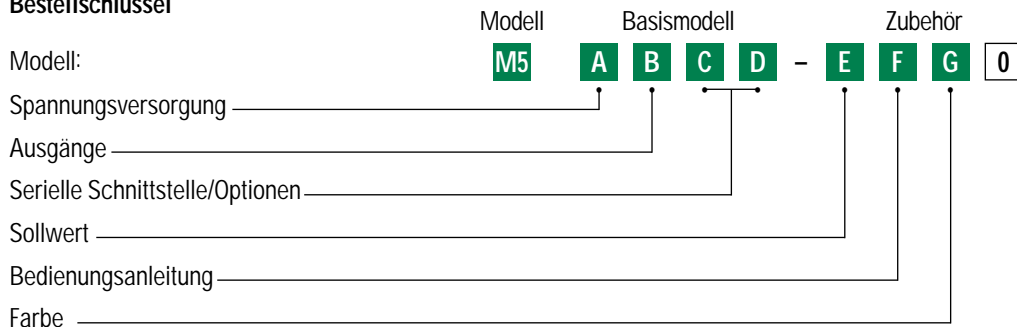 Bestellschlüssel
Modell Basismodell Zubehör
Modell: M5 A B C D – E F G 0
Spannungsversorgung
Ausgänge
Serielle Schnittstelle/Optionen
Sollwert
Bedienungsanleitung
Farbe